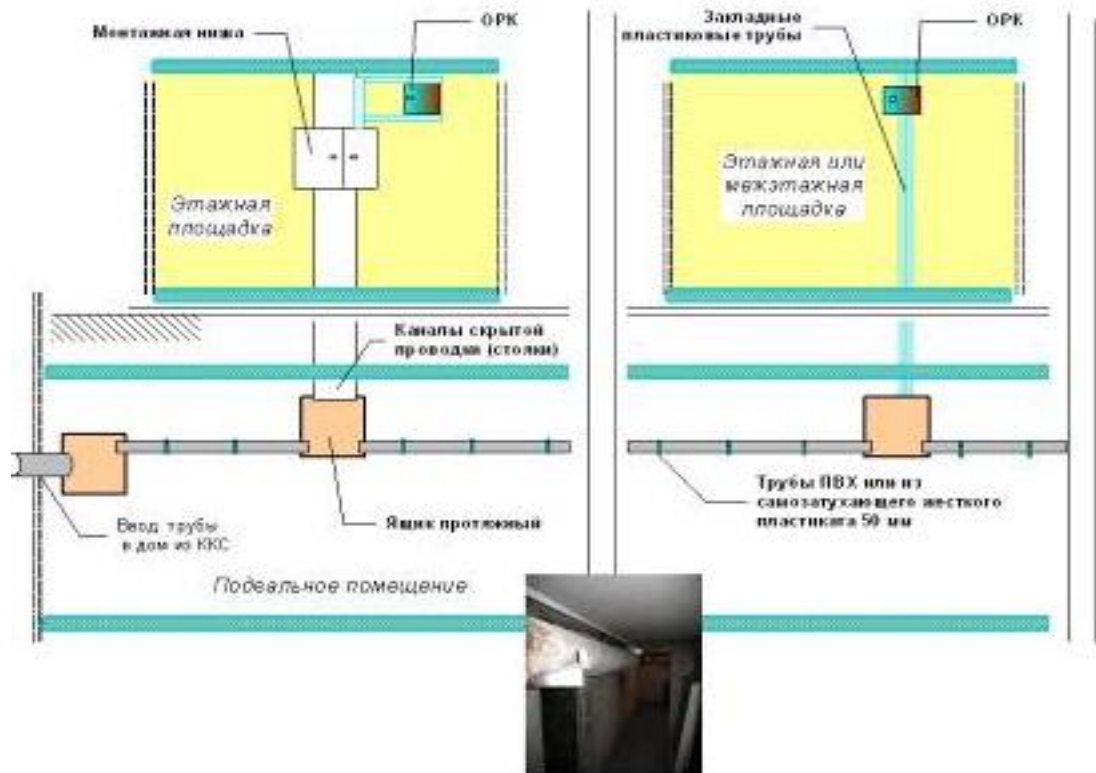 Монтажная ниша
ОРК
Закладные
пластиковые трубы
ОРК
Этажная
площадка
Этажная или
межэтажная
площадка
Каналы скрытой
проводки (стояки)
Ввод трубы
в дом из ККС
Ящик протяжный
Трубы ПВХ или из
самозатухающего жесткого
пластиката 50 мм
Подвальное помещение